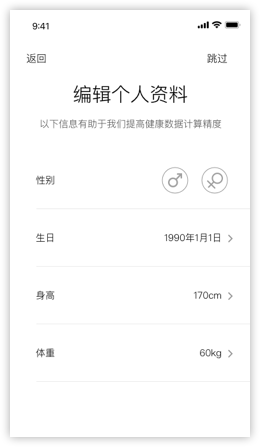 9:41
返回 跳过
编辑个人资料
以下信息有助于我们提高健康数据计算精度
性别
生日 1990年1月1日
身高 170cm
体重 60kg